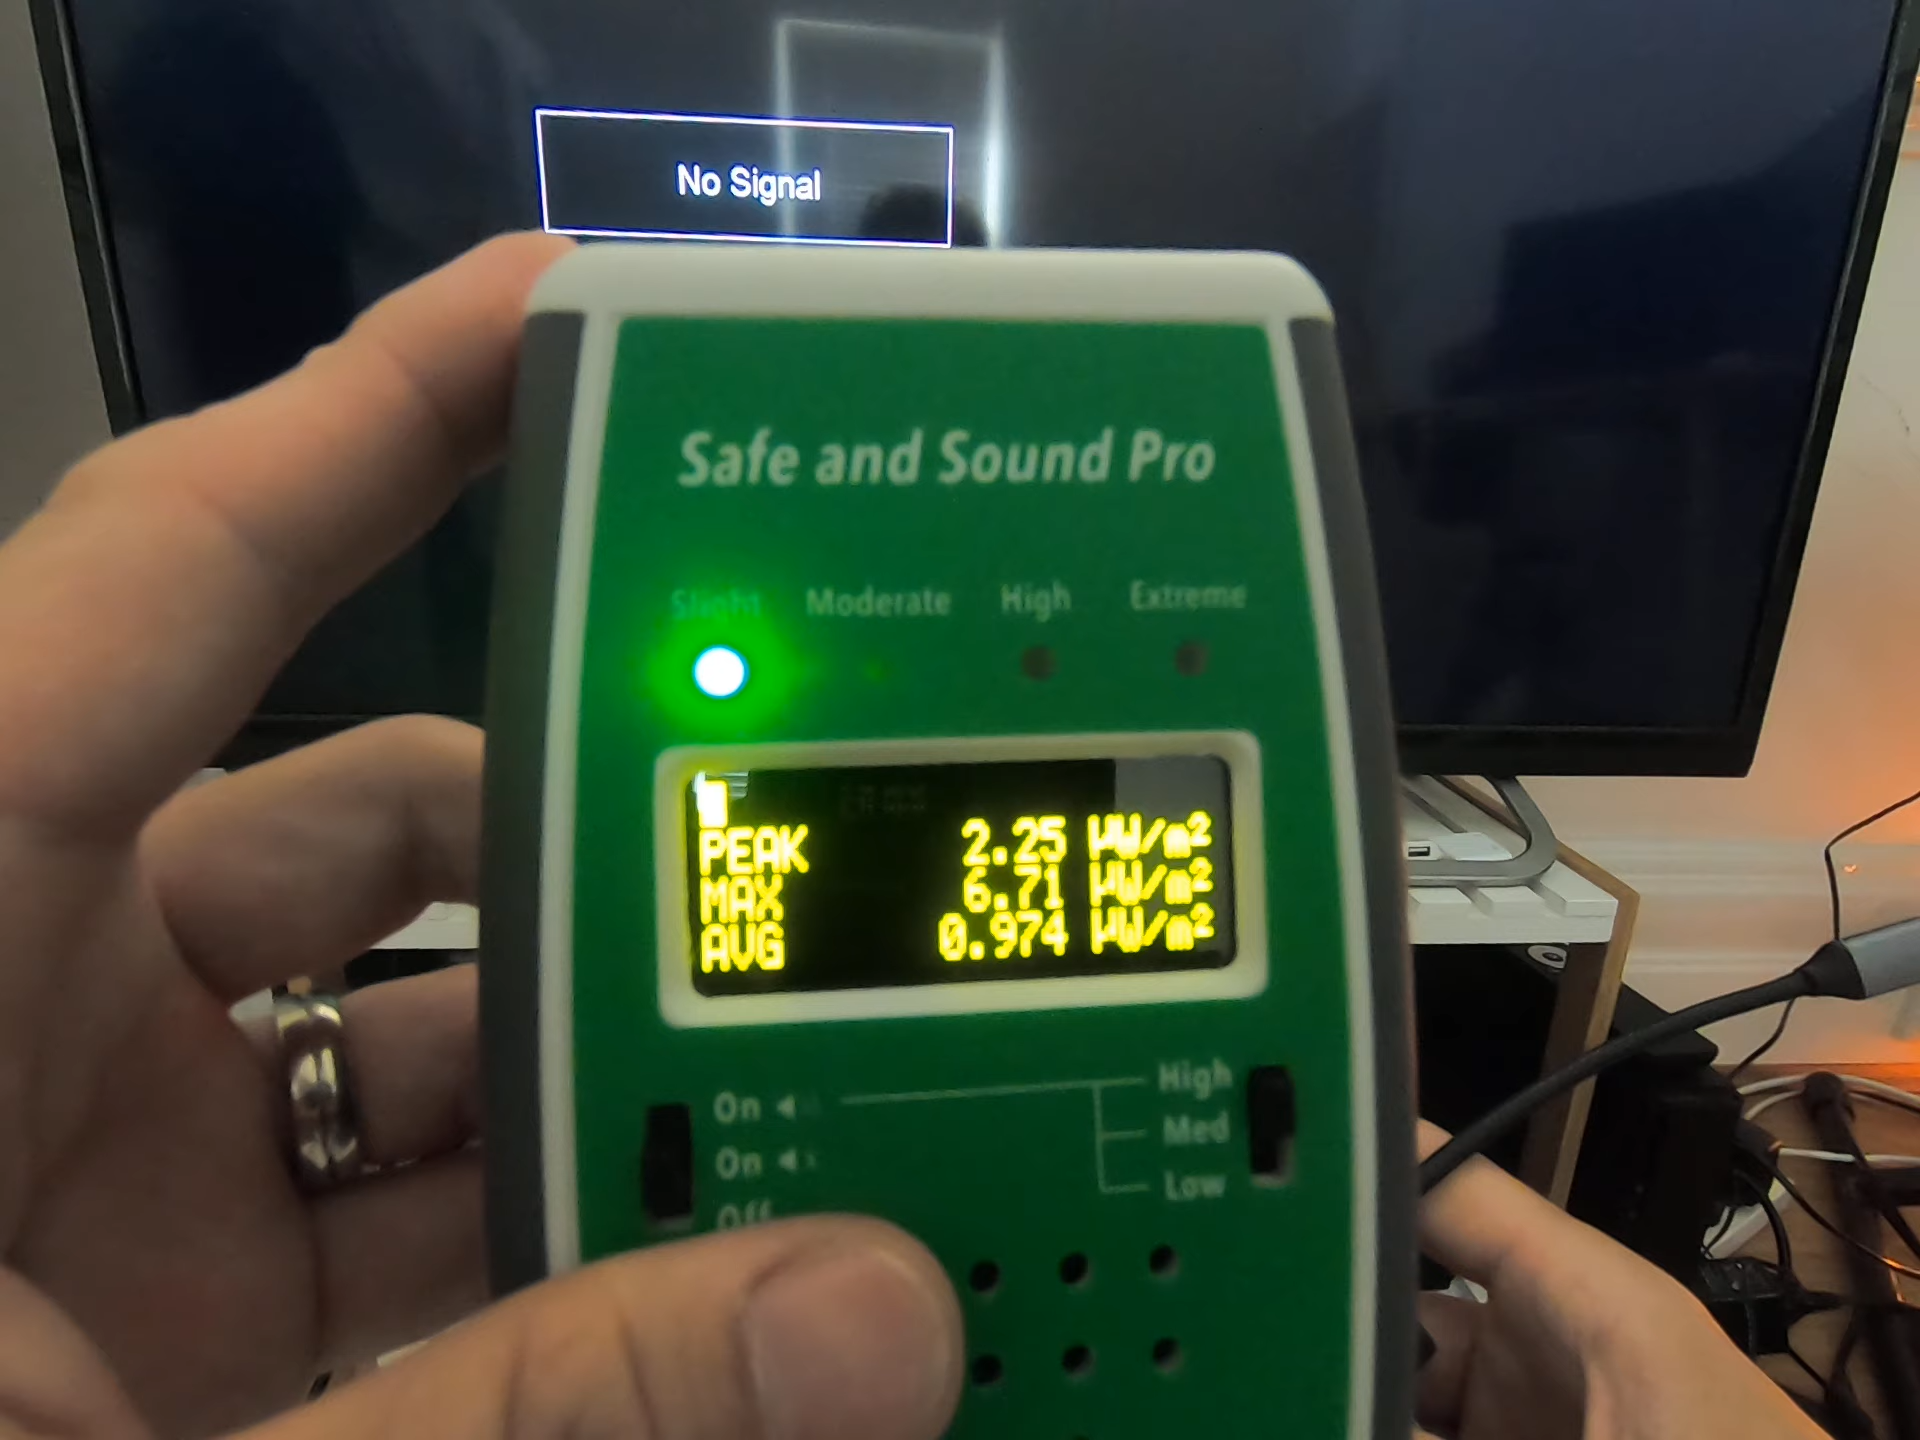 No Signal
Safe and Sound Pro
Slight Moderate High Extreme
PEAK 2.25 µW/m²
MAX 6.71 µW/m²
AVG 0.974 µW/m²
On High
On Med
Off Low